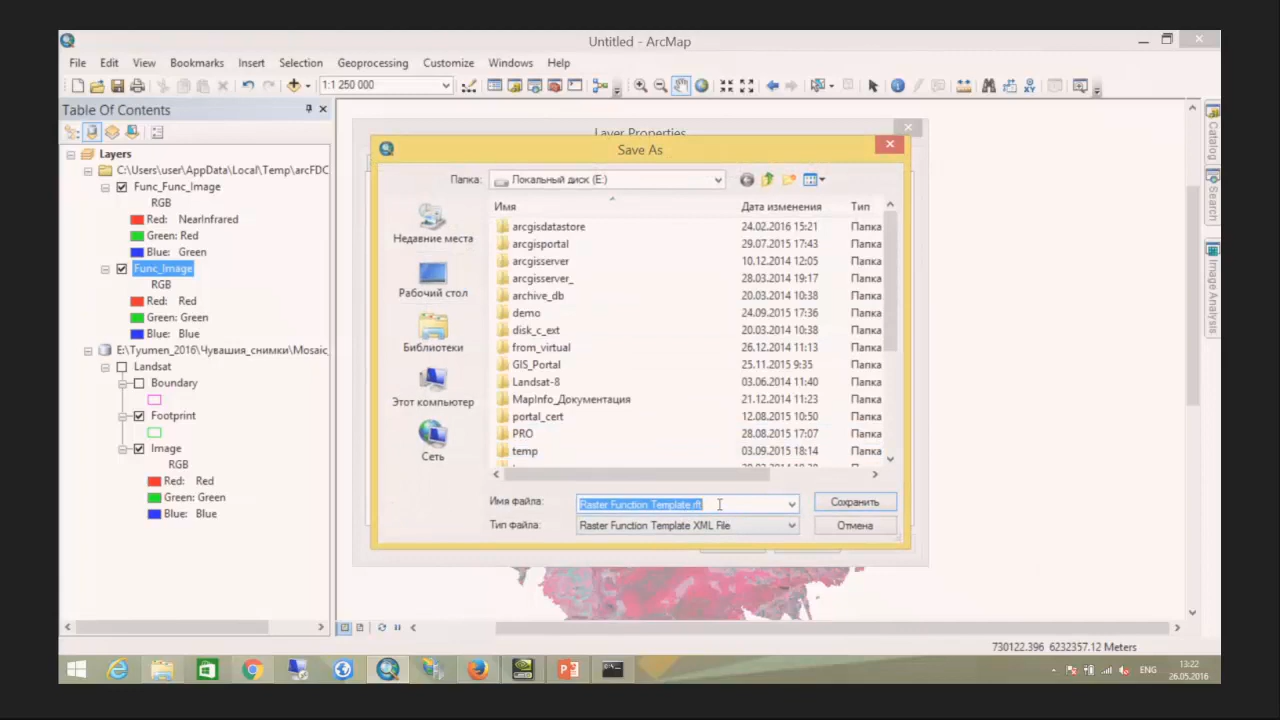 Untitled - ArcMap
File Edit View Bookmarks Insert Selection Geoprocessing Customize Windows Help
1:1 250 000
Table Of Contents
Layers
C:\Users\user\AppData\Local\Temp\arcFDC
Func_Func_Image
RGB
Red: NearInfrared
Green: Red
Blue: Green
Func_Image
RGB
Red: Red
Green: Green
Blue: Blue
E:\Tyumen_2016\Чувашия_снимки\Mosaic_
Landsat
Boundary
Footprint
Image
RGB
Red: Red
Green: Green
Blue: Blue
Layer Properties
Save As
Папка: Локальный диск (E:)
Недавние места
Рабочий стол
Библиотеки
Этот компьютер
Сеть
Имя Дата изменения Тип
arcgisdatastore 24.02.2016 15:21 Папка
arcgisportal 29.07.2015 17:43 Папка
arcgisserver 10.12.2014 12:05 Папка
arcgisserver_ 28.03.2014 19:17 Папка
archive_db 20.03.2014 10:38 Папка
demo 24.09.2015 17:36 Папка
disk_c_ext 20.03.2014 10:38 Папка
from_virtual 26.12.2014 11:13 Папка
GIS_Portal 25.11.2015 9:35 Папка
Landsat-8 03.06.2014 11:40 Папка
MapInfo_Документация 21.12.2014 11:23 Папка
portal_cert 12.08.2015 10:50 Папка
PRO 28.08.2015 17:07 Папка
temp 03.09.2015 18:14 Папка
Имя файла: Raster Function Template.rft Сохранить
Тип файла: Raster Function Template XML File Отмена
Catalog
Search
Image Analysis
730122.396 6232357.12 Meters
ENG
13:22
26.05.2016